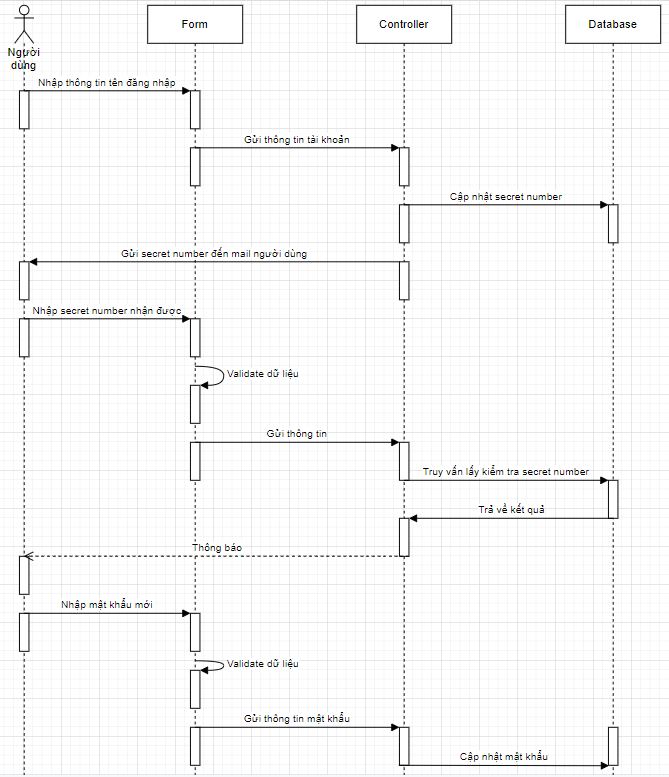 Form
Controller
Database
Người
dùng
Nhập thông tin tên đăng nhập
Gửi thông tin tài khoản
Cập nhật secret number
Gửi secret number đến mail người dùng
Nhập secret number nhận được
Validate dữ liệu
Gửi thông tin
Truy vấn lấy kiểm tra secret number
Trả về kết quả
Thông báo
Nhập mật khẩu mới
Validate dữ liệu
Gửi thông tin mật khẩu
Cập nhật mật khẩu